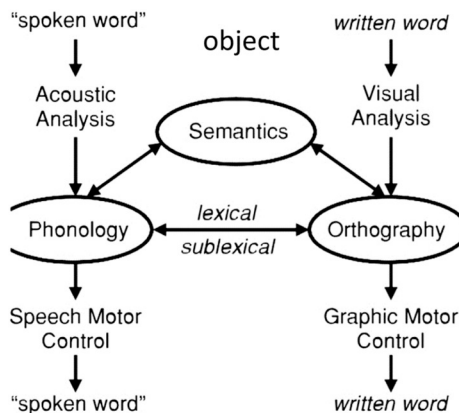 “spoken word”
object
written word
Acoustic
Analysis
Visual
Analysis
Semantics
Phonology
lexical
sublexical
Orthography
Speech Motor
Control
Graphic Motor
Control
“spoken word”
written word